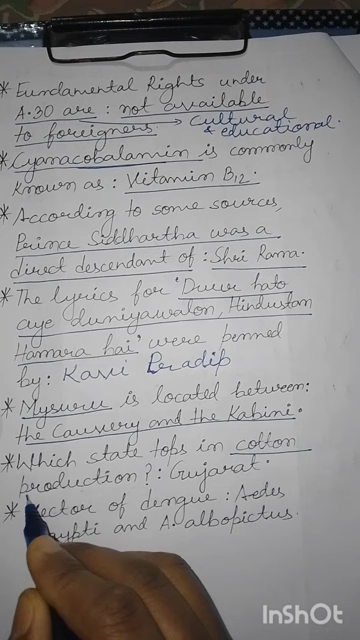 * Fundamental Rights under
A.30 are : not available
to foreigners. → cultural
& educational.
* Cyanacobalamin is commonly
known as : Vitamin B12.
* According to some sources,
Prince Siddhartha was a
direct descendant of : Shri Rama.
* The lyrics for 'Duur hato
aye duniyawalon, Hindustan
Hamara hai' were penned
by: Kavi Pradip
* Mysuru is located between:
the Cauvery and the Kabini.
* Which state tops in cotton
production? : Gujarat.
* Vector of dengue : Aedes
and A. albopictus.
InShOt